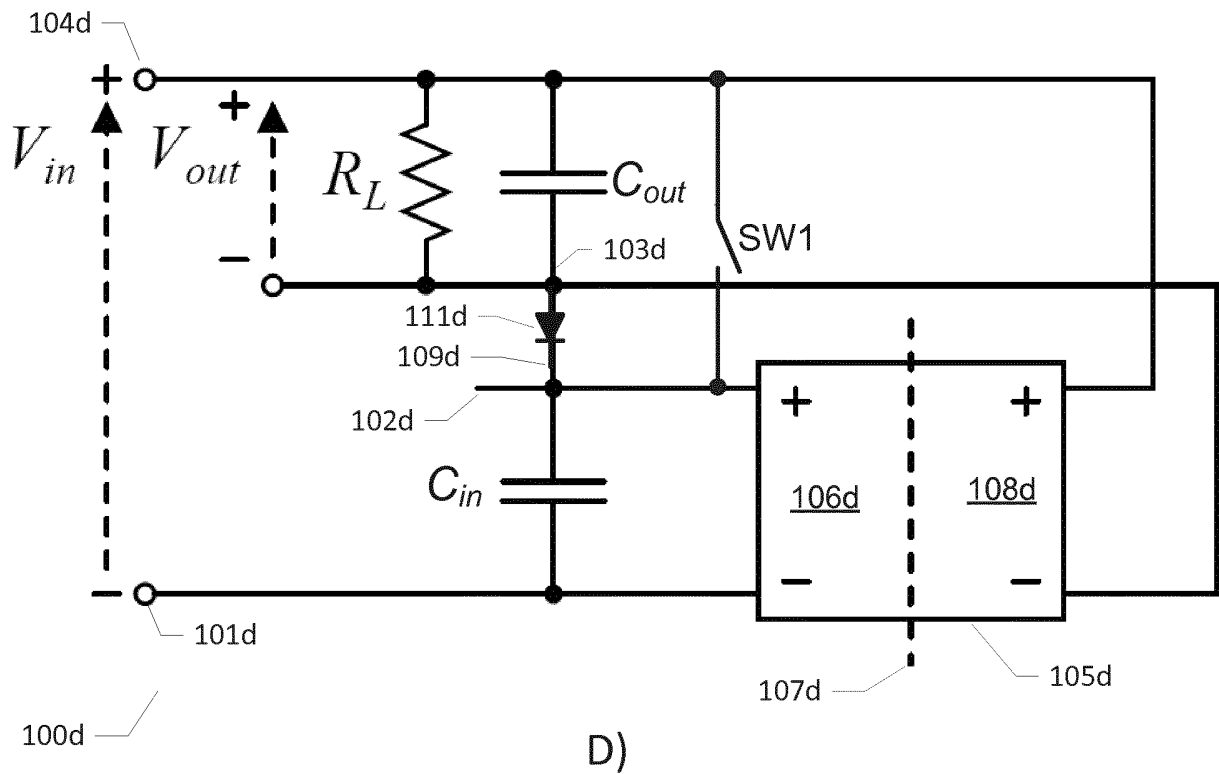 104d
+
+
V_in
V_out
R_L
C_out
SW1
−
103d
111d
109d
102d
+
+
C_in
106d
108d
−
−
−
101d
107d
105d
100d
D)